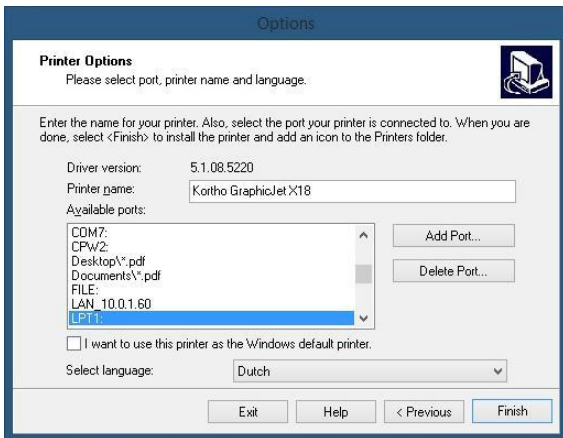 Options
Printer Options
Please select port, printer name and language.
Enter the name for your printer. Also, select the port your printer is connected to. When you are
done, select <Finish> to install the printer and add an icon to the Printers folder.
Driver version: 5.1.08.5220
Printer name: Kortho GraphicJet X18
Available ports:
COM7:
CPW2:
Desktop\*.pdf
Documents\*.pdf
FILE:
LAN_10.0.1.60
LPT1:
Add Port...
Delete Port...
I want to use this printer as the Windows default printer.
Select language: Dutch
Exit Help < Previous Finish